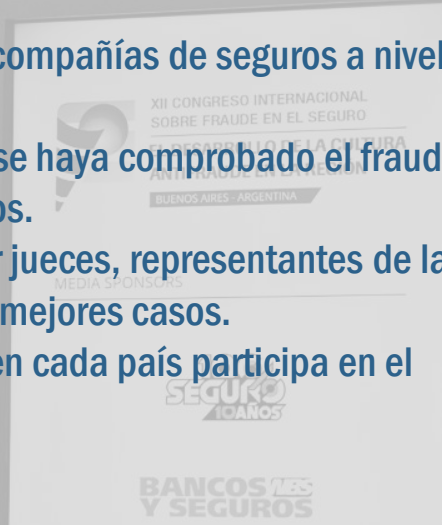 compañías de seguros a nivel
XII CONGRESO INTERNACIONAL
SOBRE FRAUDE EN EL SEGURO
se haya comprobado el fraud
EL DESARROLLO DE LA CULTURA
ANTIFRAUDE EN LA REGIÓN
BUENOS AIRES - ARGENTINA
os.
r jueces, representantes de la
MEDIA SPONSORS
mejores casos.
en cada país participa en el
SEGURO
10AÑOS
BANCOS NBS
Y SEGUROS